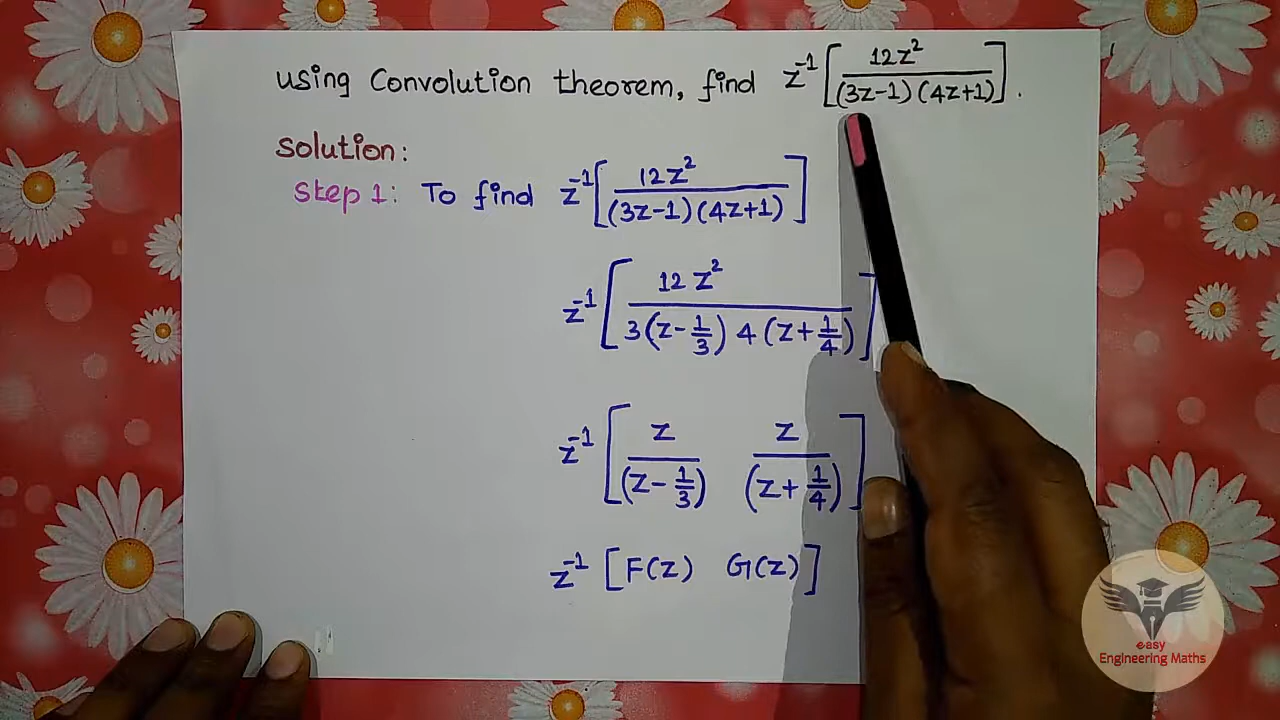 using Convolution theorem, find z⁻¹[12z²/(3z-1)(4z+1)].
Solution:
Step 1: To find z⁻¹[12z²/(3z-1)(4z+1)]
z⁻¹[12z²/3(z-1/3)4(z+1/4)]
z⁻¹[z/(z-1/3) z/(z+1/4)]
z⁻¹[F(z) G(z)]
easy
Engineering Maths